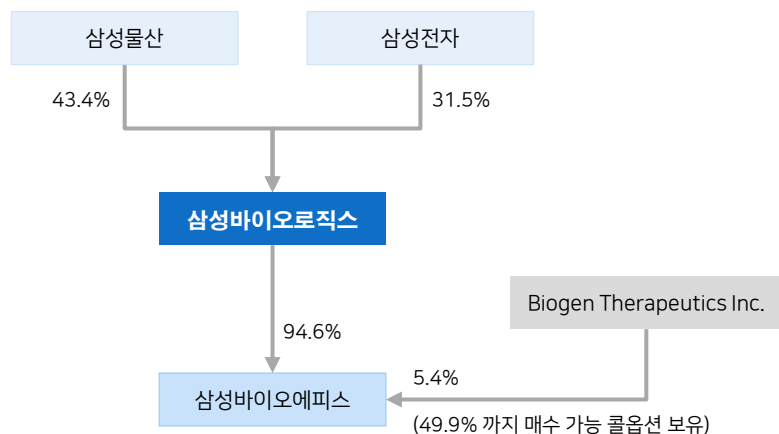 삼성물산
삼성전자
43.4%
31.5%
삼성바이오로직스
Biogen Therapeutics Inc.
94.6%
5.4%
삼성바이오에피스
(49.9% 까지 매수 가능 콜옵션 보유)